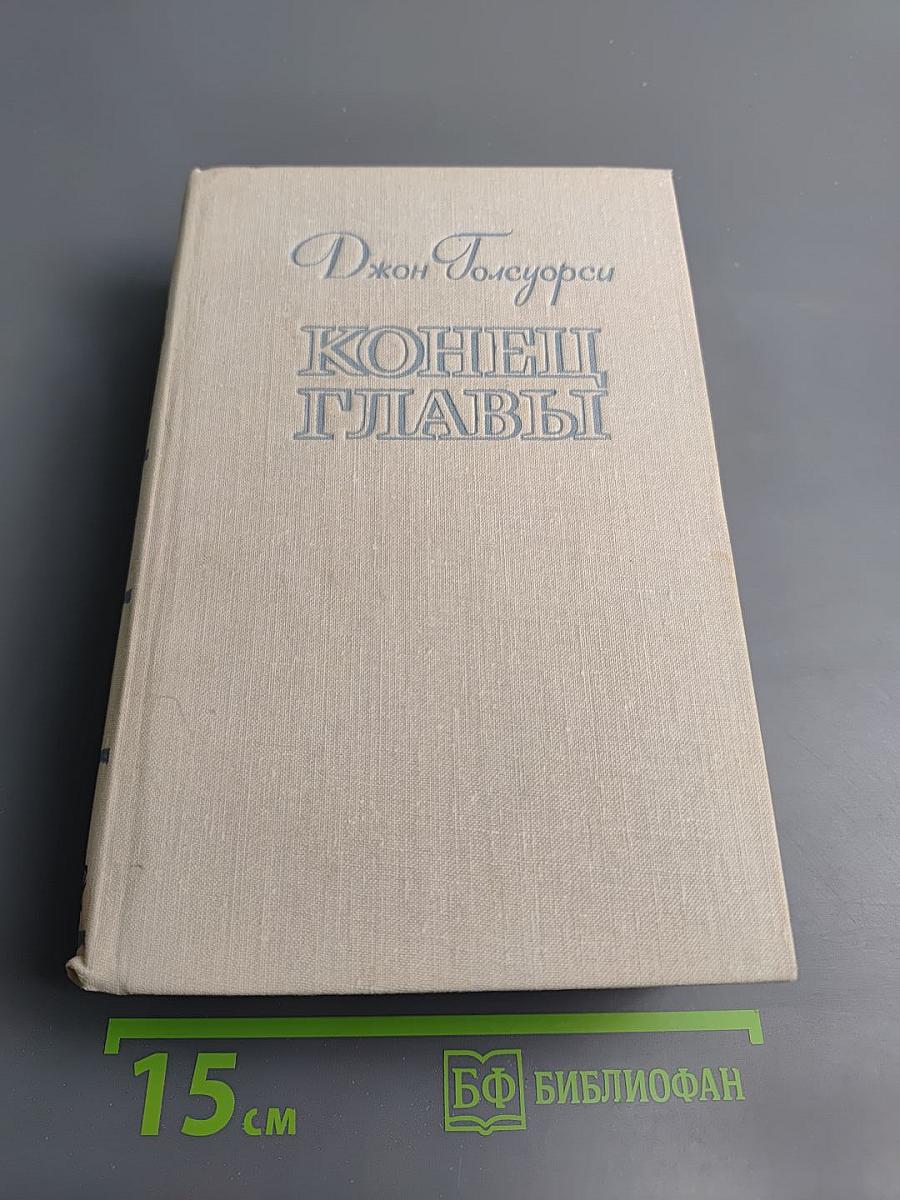 Джон Голсуорси
КОНЕЦ
ГЛАВЫ
15 см
БФ БИБЛИОФАН